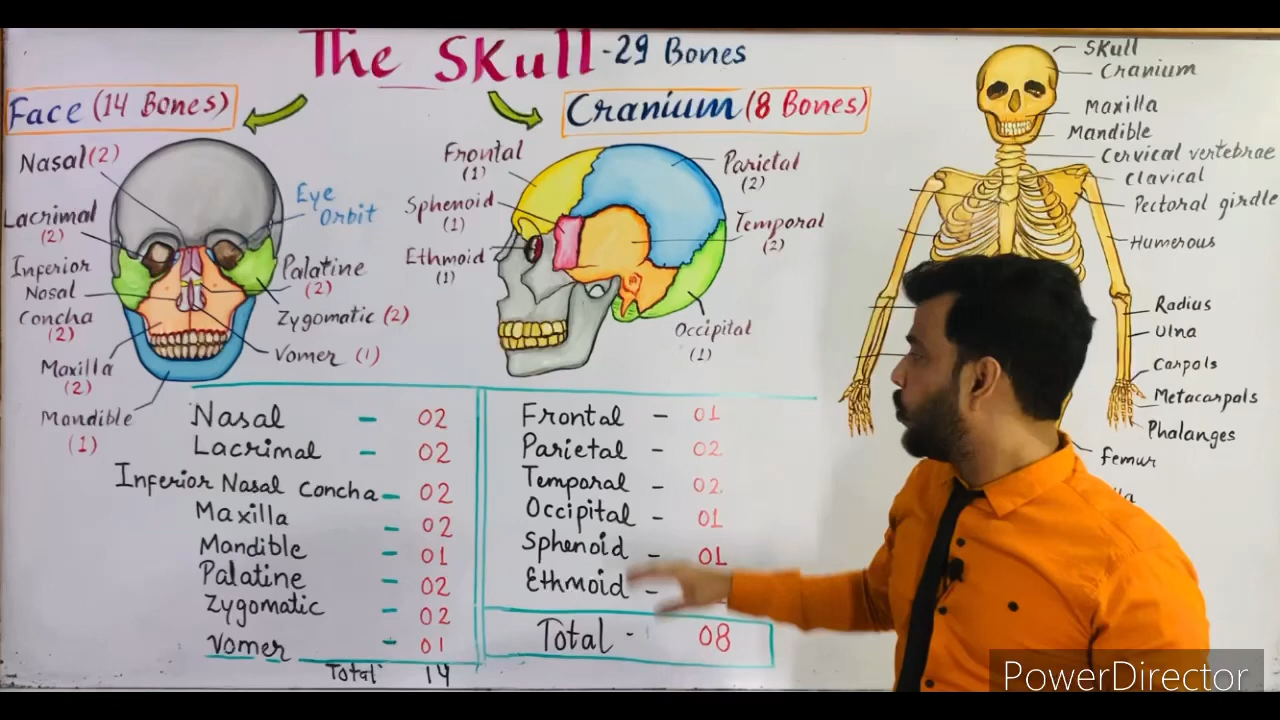 The Skull - 29 Bones
Face (14 Bones)
Cranium (8 Bones)
Nasal (2)
Lacrimal
(2)
Inferior
Nasal
Concha
(2)
Maxilla
(2)
Mandible
(1)
Eye
Orbit
Palatine
(2)
Zygomatic (2)
Vomer (1)
Frontal
(1)
Sphenoid
(1)
Ethmoid
(1)
Parietal
(2)
Temporal
(2)
Occipital
(1)
Skull
Cranium
Maxilla
Mandible
Cervical vertebrae
Clavical
Pectoral girdle
Humerous
Radius
Ulna
Carpols
Metacarpals
Phalanges
Femur
Nasal - 02
Lacrimal - 02
Inferior Nasal Concha - 02
Maxilla - 02
Mandible - 01
Palatine - 02
Zygomatic - 02
Vomer - 01
Total 14
Frontal - 01
Parietal - 02
Temporal - 02
Occipital - 01
Sphenoid - 01
Ethmoid -
Total - 08
PowerDirector